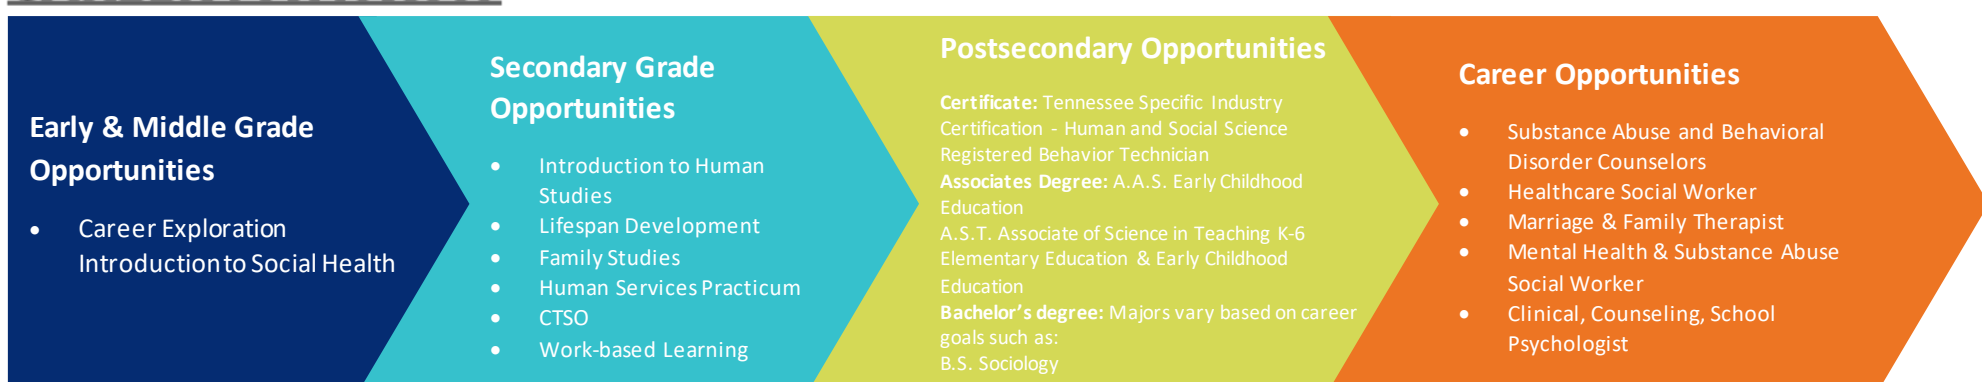 Early & Middle Grade
Opportunities
• Career Exploration
Introduction to Social Health
Secondary Grade
Opportunities
• Introduction to Human
Studies
• Lifespan Development
• Family Studies
• Human Services Practicum
• CTSO
• Work-based Learning
Postsecondary Opportunities
Certificate: Tennessee Specific Industry
Certification - Human and Social Science
Registered Behavior Technician
Associates Degree: A.A.S. Early Childhood
Education
A.S.T. Associate of Science in Teaching K-6
Elementary Education & Early Childhood
Education
Bachelor's degree: Majors vary based on career
goals such as:
B.S. Sociology
Career Opportunities
• Substance Abuse and Behavioral
Disorder Counselors
• Healthcare Social Worker
• Marriage & Family Therapist
• Mental Health & Substance Abuse
Social Worker
• Clinical, Counseling, School
Psychologist